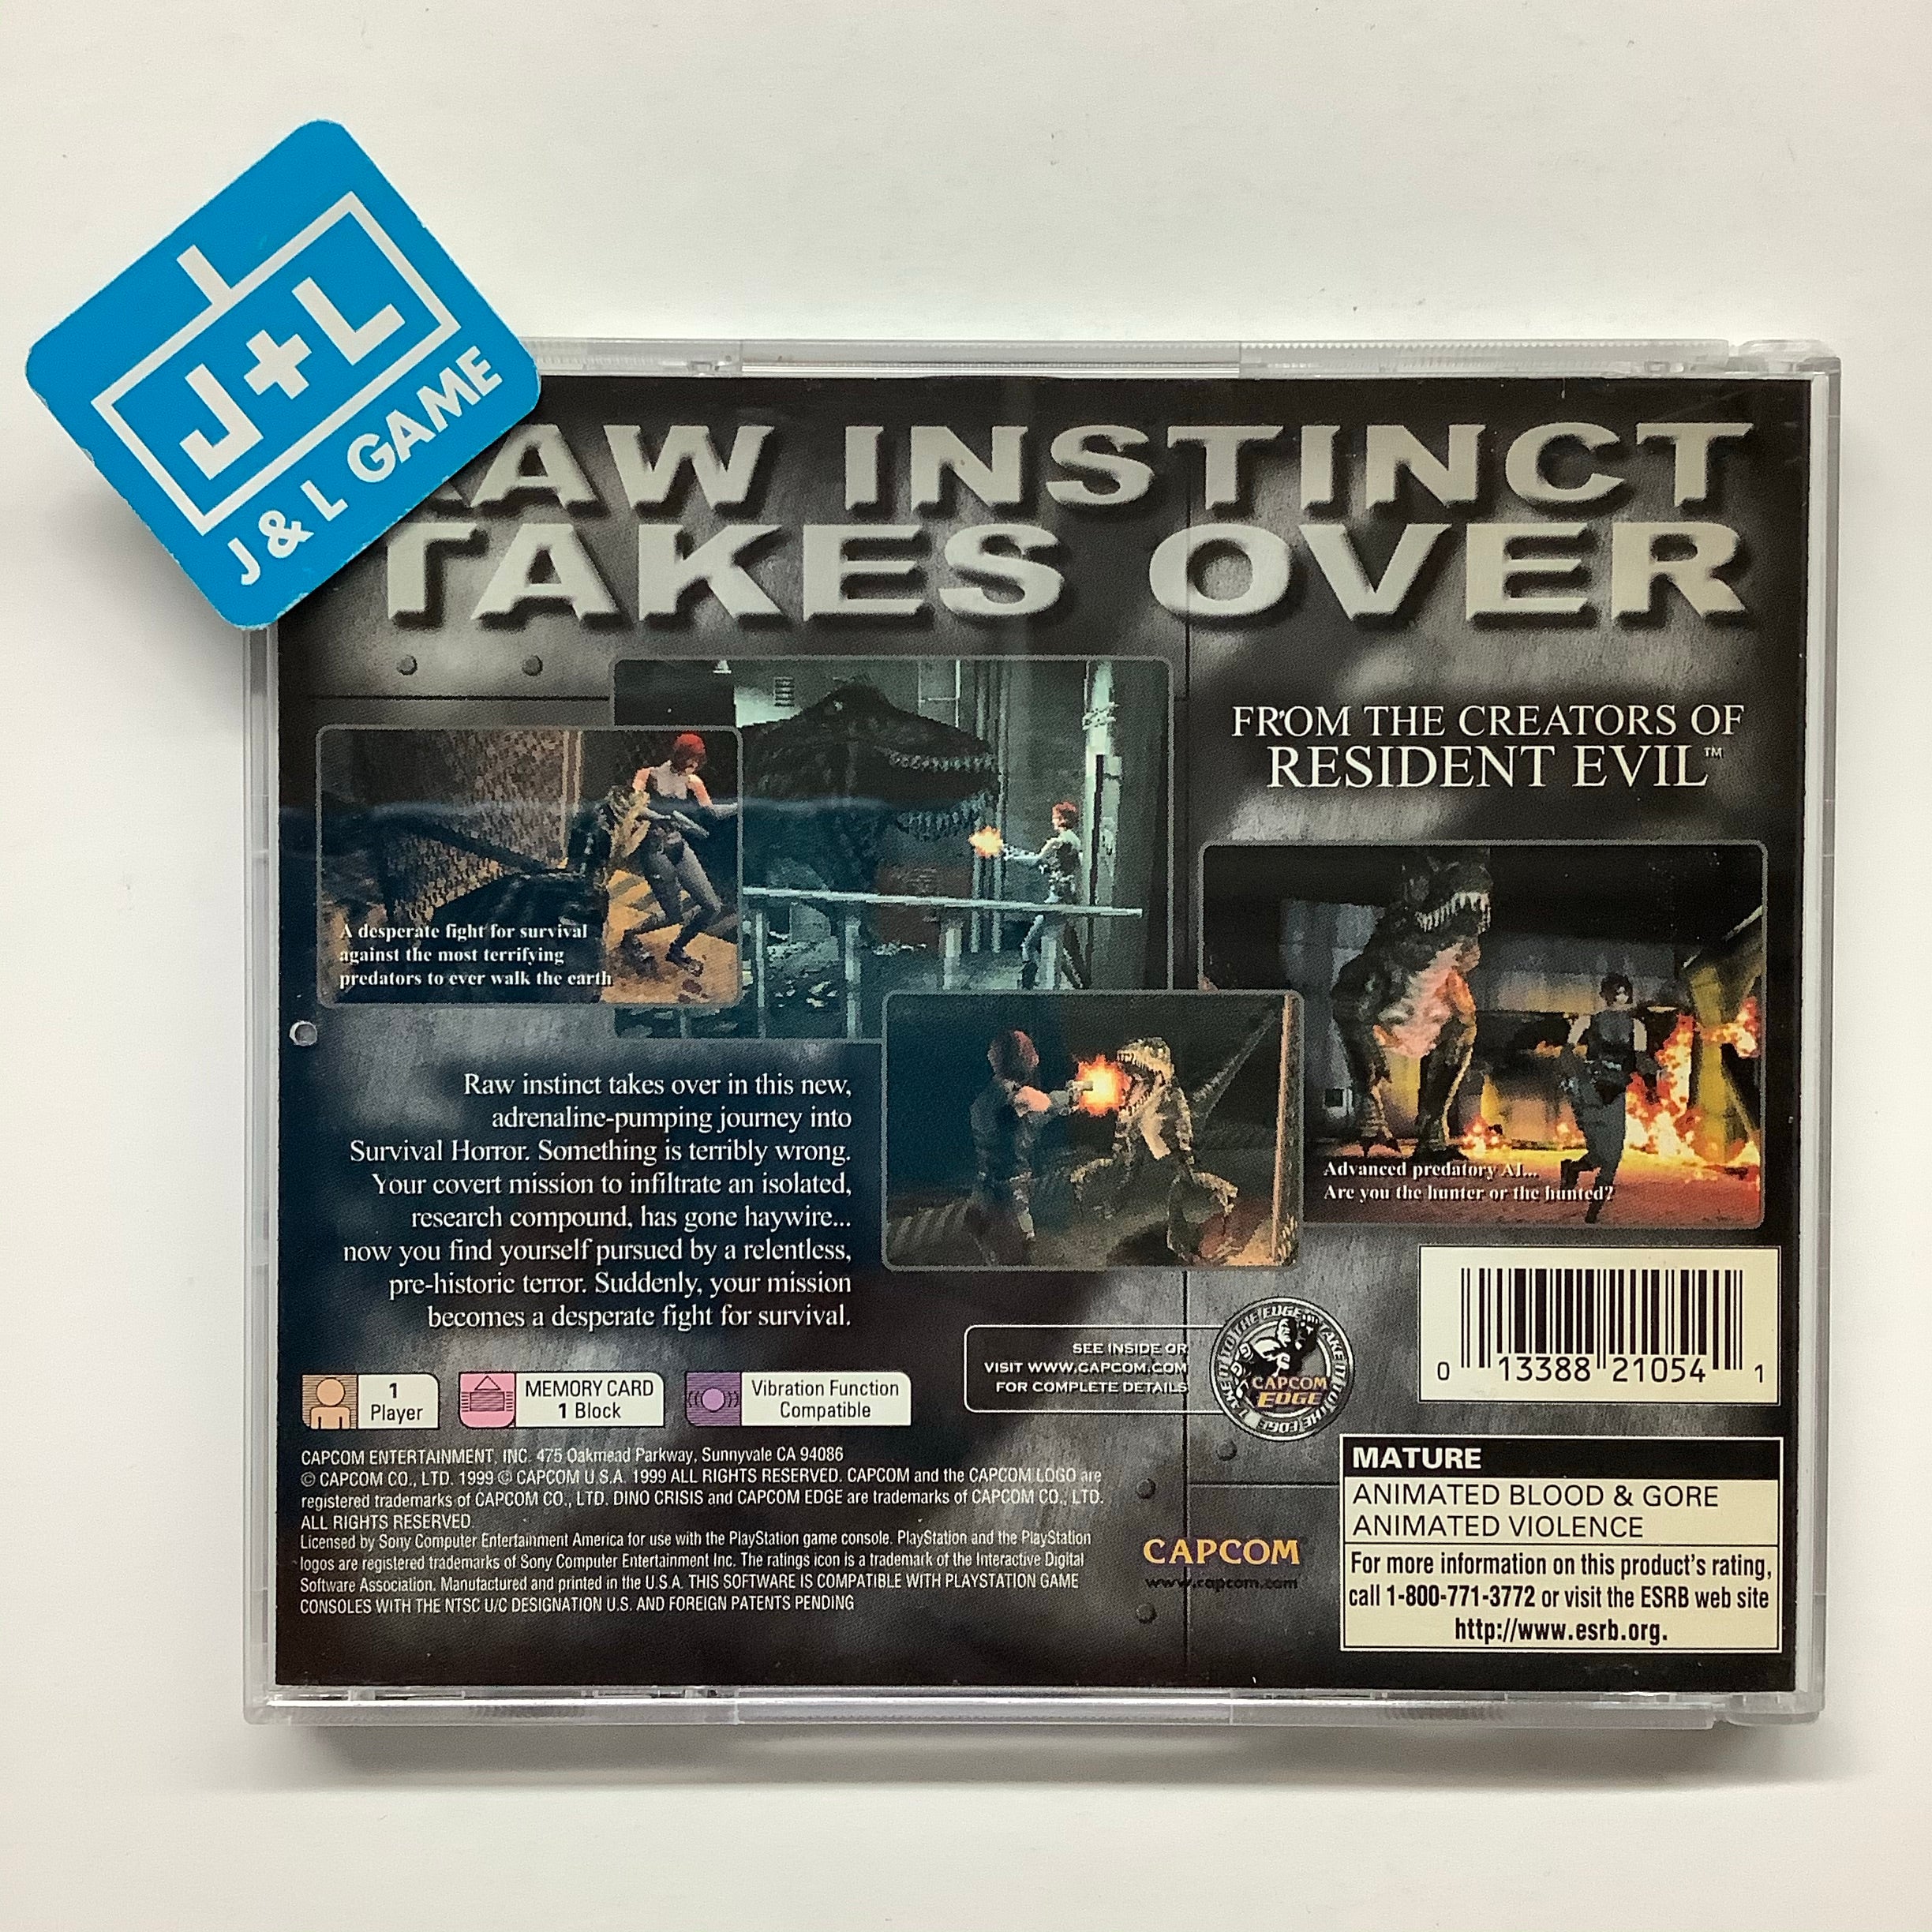 J+L
J & L GAME
RAW INSTINCT
TAKES OVER
FROM THE CREATORS OF
RESIDENT EVIL™
A desperate fight for survival
against the most terrifying
predators to ever walk the earth
Advanced predatory AI...
Are you the hunter or the hunted?
Raw instinct takes over in this new,
adrenaline-pumping journey into
Survival Horror. Something is terribly wrong.
Your covert mission to infiltrate an isolated,
research compound, has gone haywire...
now you find yourself pursued by a relentless,
pre-historic terror. Suddenly, your mission
becomes a desperate fight for survival.
SEE INSIDE OR
VISIT WWW.CAPCOM.COM
FOR COMPLETE DETAILS
TAKE IT TO THE EDGE TAKE IT TO THE EDGE
CAPCOM
EDGE
0 13388 21054 1
1
Player
MEMORY CARD
1 Block
Vibration Function
Compatible
CAPCOM ENTERTAINMENT, INC. 475 Oakmead Parkway, Sunnyvale CA 94086
© CAPCOM CO., LTD. 1999 © CAPCOM U.S.A. 1999 ALL RIGHTS RESERVED. CAPCOM and the CAPCOM LOGO are
registered trademarks of CAPCOM CO., LTD. DINO CRISIS and CAPCOM EDGE are trademarks of CAPCOM CO., LTD.
ALL RIGHTS RESERVED.
Licensed by Sony Computer Entertainment America for use with the PlayStation game console. PlayStation and the PlayStation
logos are registered trademarks of Sony Computer Entertainment Inc. The ratings icon is a trademark of the Interactive Digital
Software Association. Manufactured and printed in the U.S.A. THIS SOFTWARE IS COMPATIBLE WITH PLAYSTATION GAME
CONSOLES WITH THE NTSC U/C DESIGNATION U.S. AND FOREIGN PATENTS PENDING
CAPCOM
www.capcom.com
MATURE
ANIMATED BLOOD & GORE
ANIMATED VIOLENCE
For more information on this product's rating,
call 1-800-771-3772 or visit the ESRB web site
http://www.esrb.org.